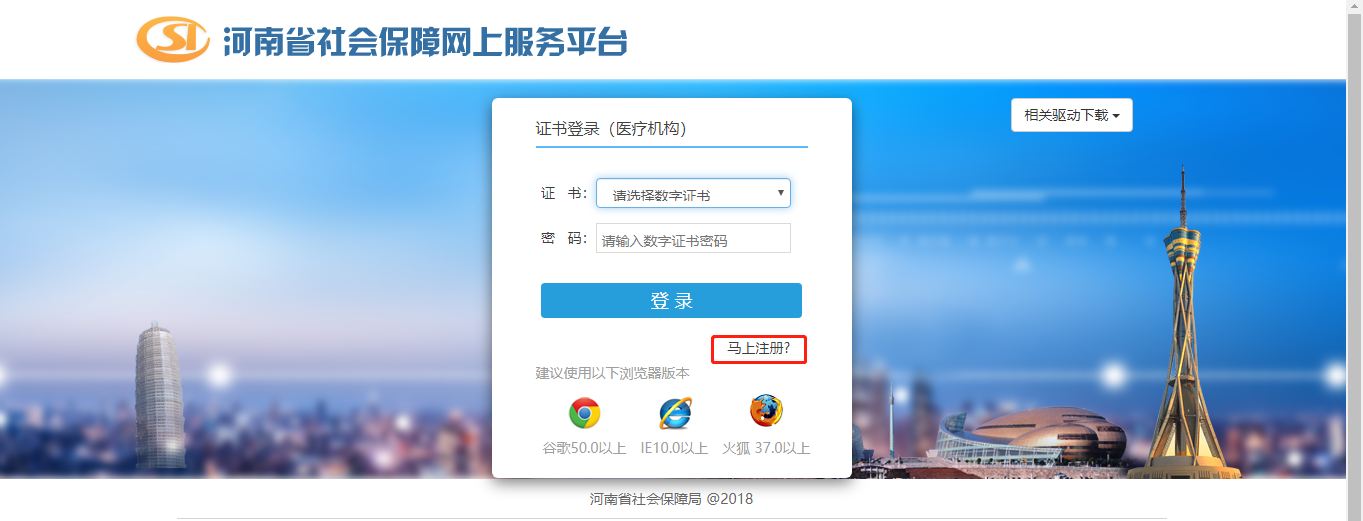 CSI 河南省社会保障网上服务平台
相关驱动下载
证书登录（医疗机构）
证 书： 请选择数字证书
密 码： 请输入数字证书密码
登 录
马上注册?
建议使用以下浏览器版本
谷歌50.0以上 IE10.0以上 火狐 37.0以上
河南省社会保障局 @2018